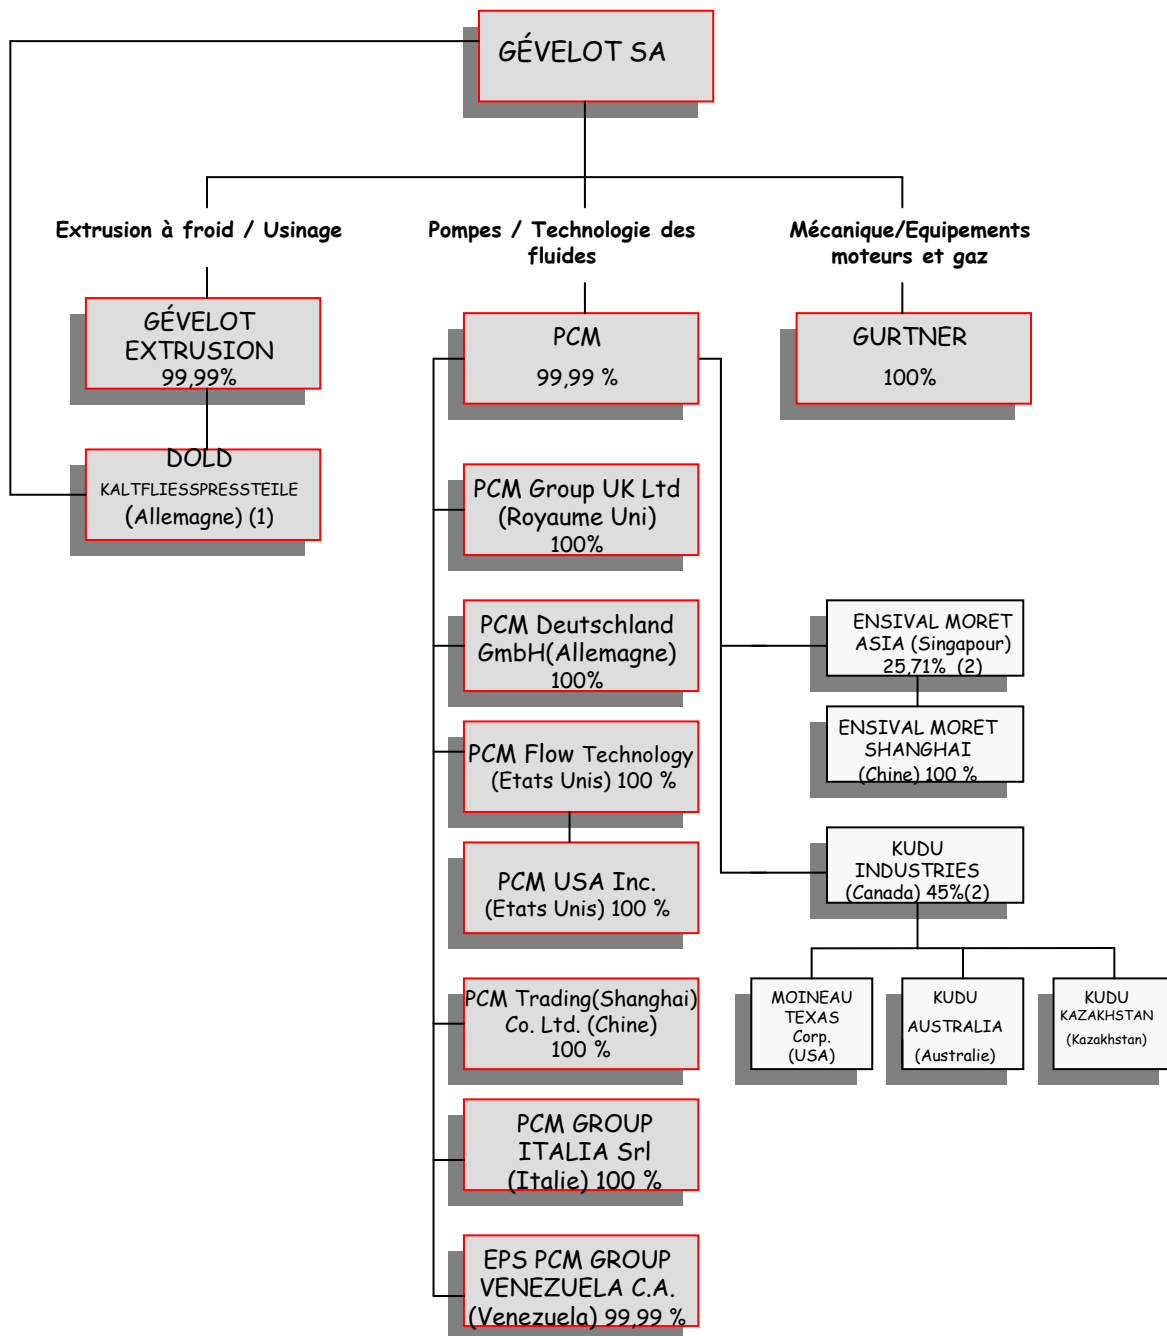 GÉVELOT SA
Extrusion à froid / Usinage
Pompes / Technologie des
fluides
Mécanique/Equipements
moteurs et gaz
GÉVELOT
EXTRUSION
99,99%
PCM
99,99 %
GURTNER
100%
DOLD
KALTFLIESSPRESSTEILE
(Allemagne) (1)
PCM Group UK Ltd
(Royaume Uni)
100%
PCM Deutschland
GmbH(Allemagne)
100%
ENSIVAL MORET
ASIA (Singapour)
25,71% (2)
PCM Flow Technology
(Etats Unis) 100 %
ENSIVAL MORET
SHANGHAI
(Chine) 100 %
PCM USA Inc.
(Etats Unis) 100 %
KUDU
INDUSTRIES
(Canada) 45%(2)
PCM Trading(Shanghai)
Co. Ltd. (Chine)
100 %
MOINEAU
TEXAS
Corp.
(USA)
KUDU
AUSTRALIA
(Australie)
KUDU
KAZAKHSTAN
(Kazakhstan)
PCM GROUP
ITALIA Srl
(Italie) 100 %
EPS PCM GROUP
VENEZUELA C.A.
(Venezuela) 99,99 %